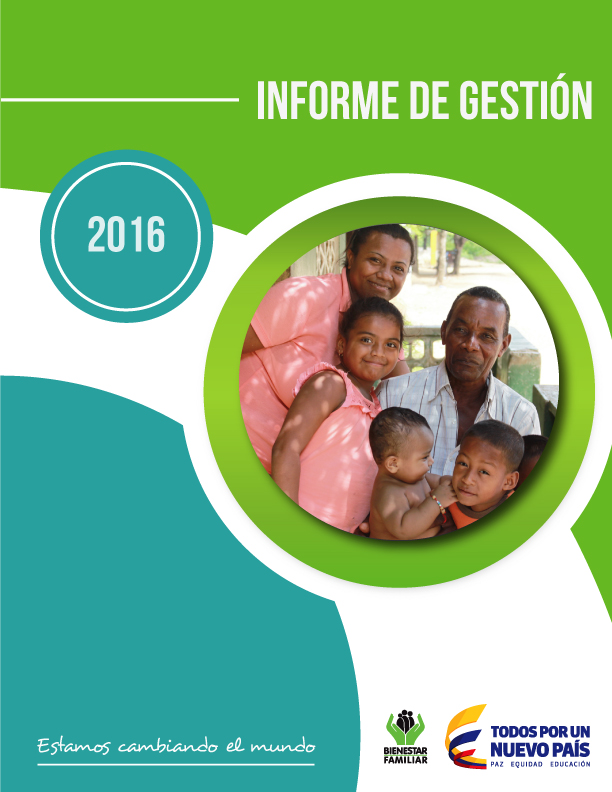 INFORME DE GESTIÓN
2016
Estamos cambiando el mundo
BIENESTAR
FAMILIAR
TODOS POR UN
NUEVO PAÍS
PAZ EQUIDAD EDUCACIÓN